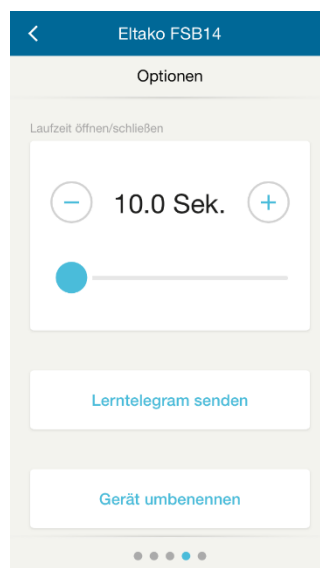 Eltako FSB14
Optionen
Laufzeit öffnen/schließen
10.0 Sek.
Lerntelegram senden
Gerät umbenennen